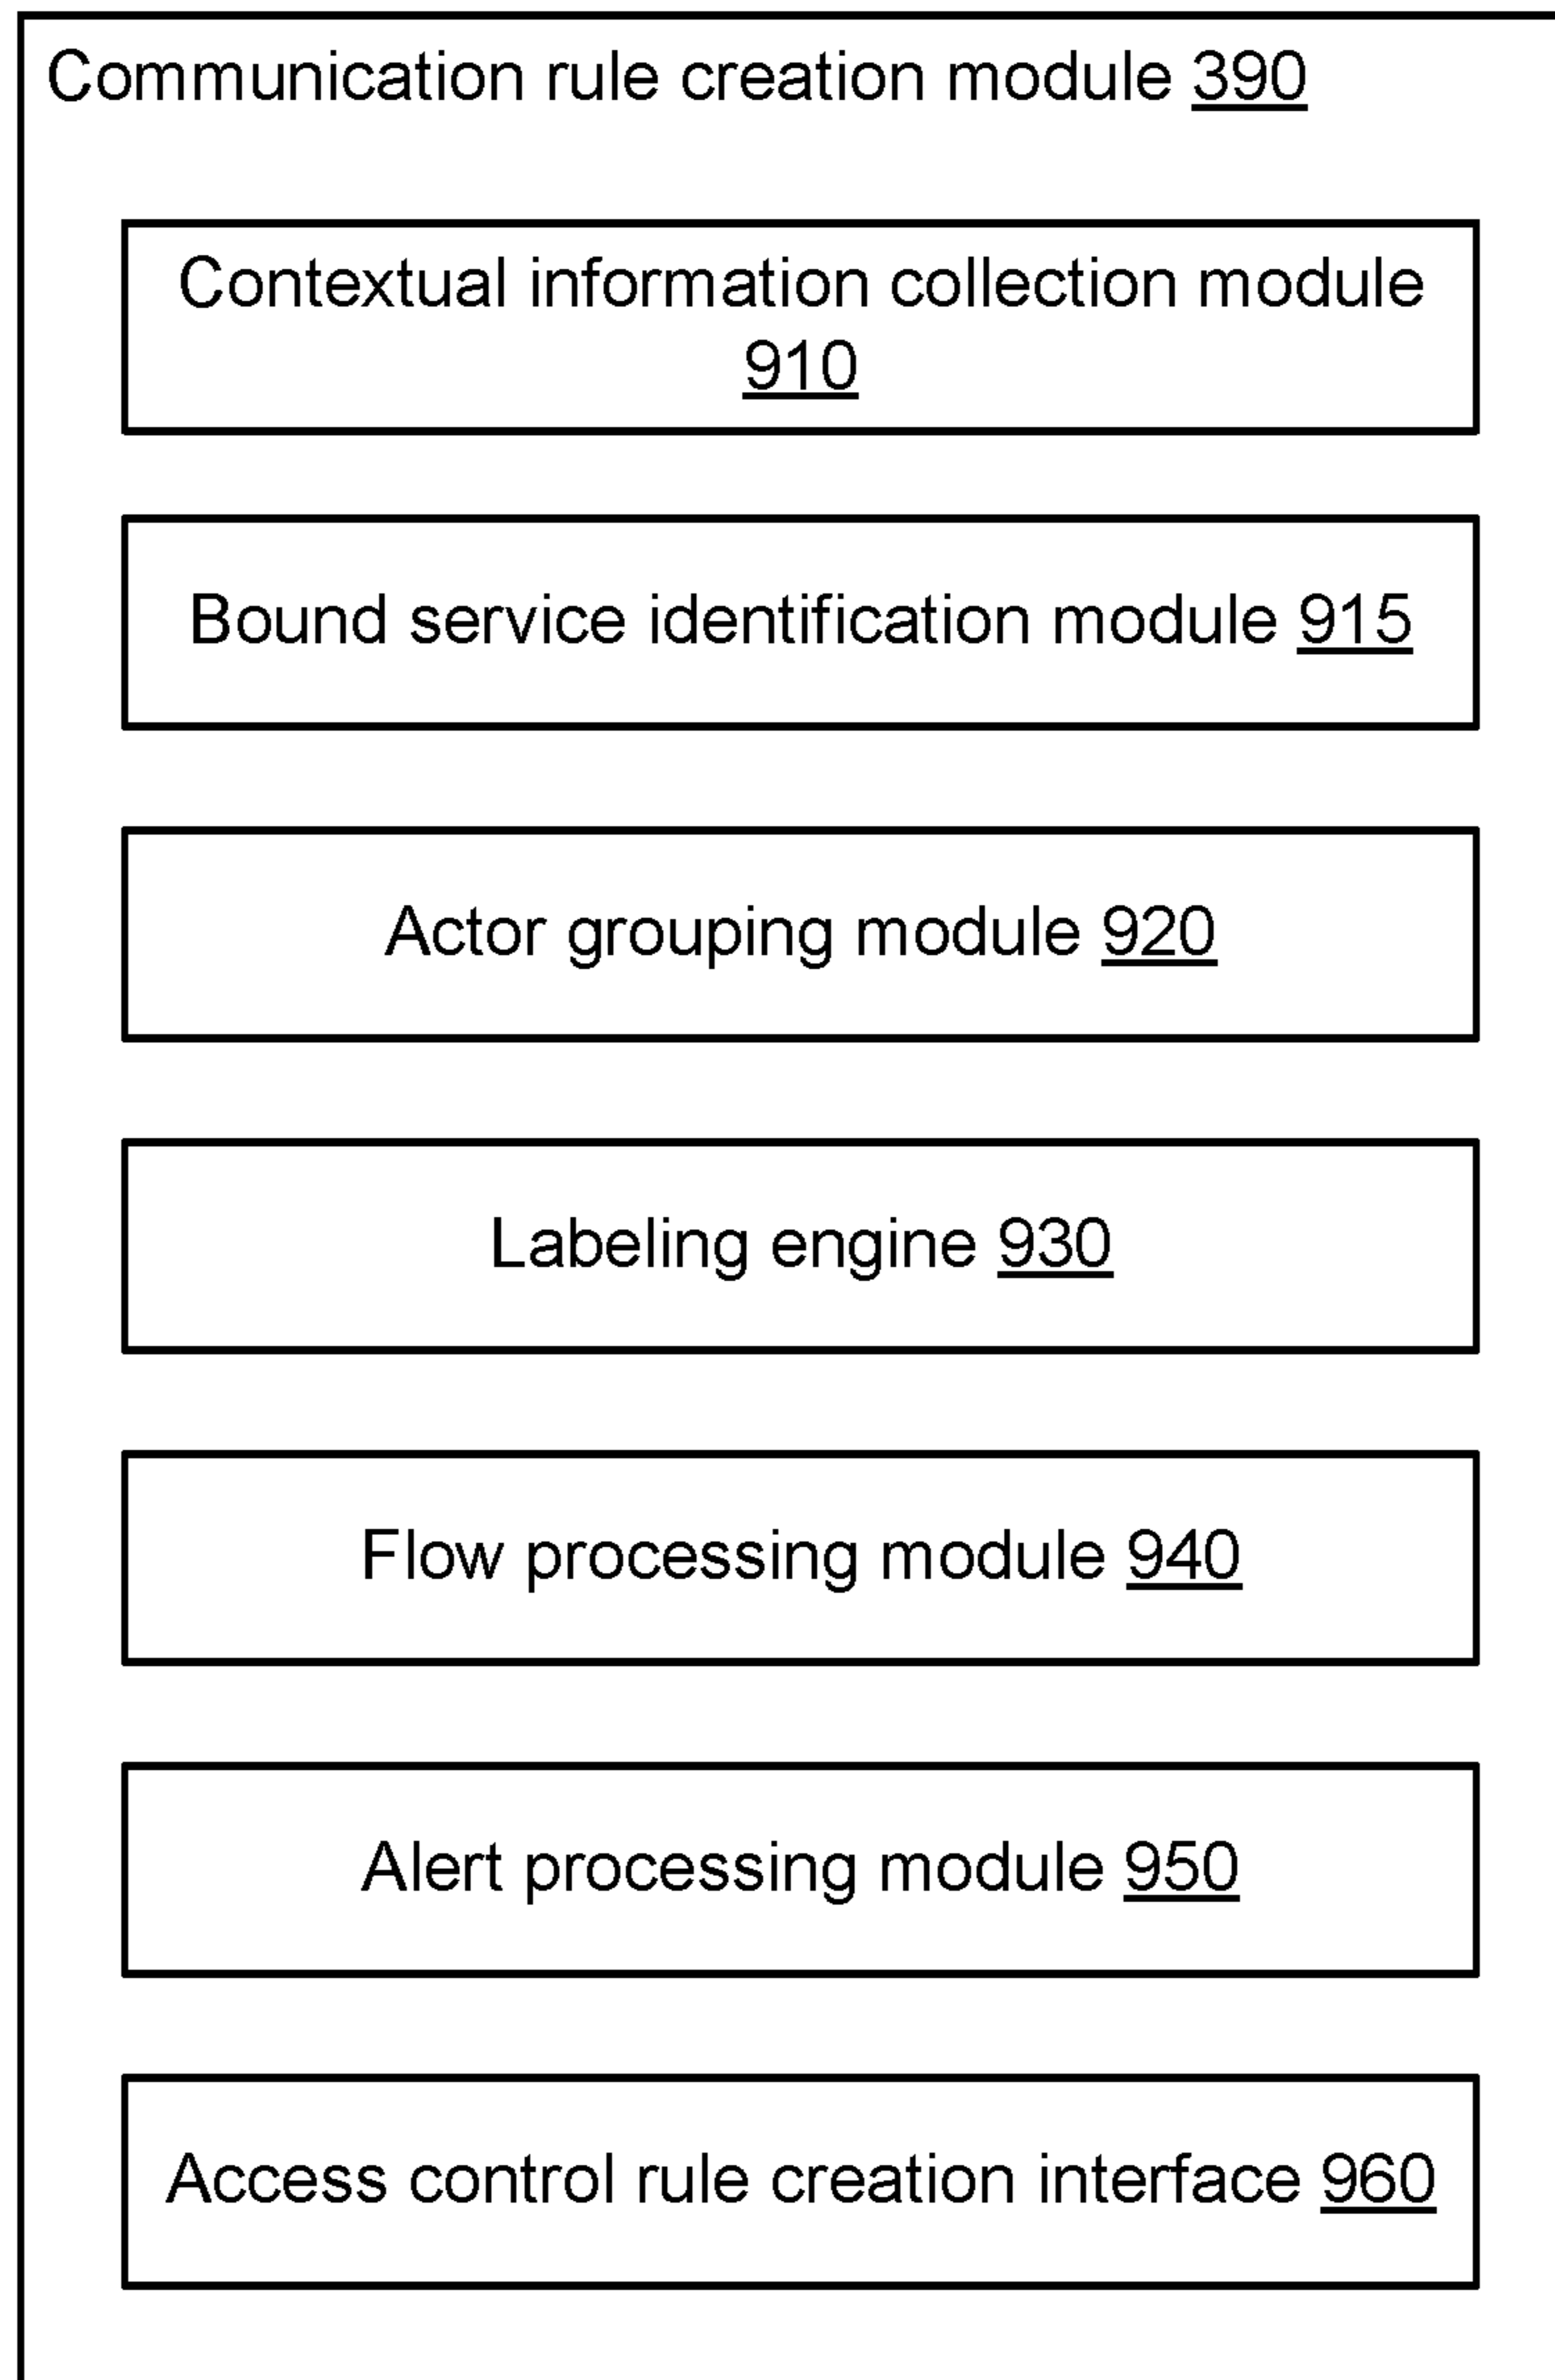 Communication rule creation module 390
Contextual information collection module
910
Bound service identification module 915
Actor grouping module 920
Labeling engine 930
Flow processing module 940
Alert processing module 950
Access control rule creation interface 960